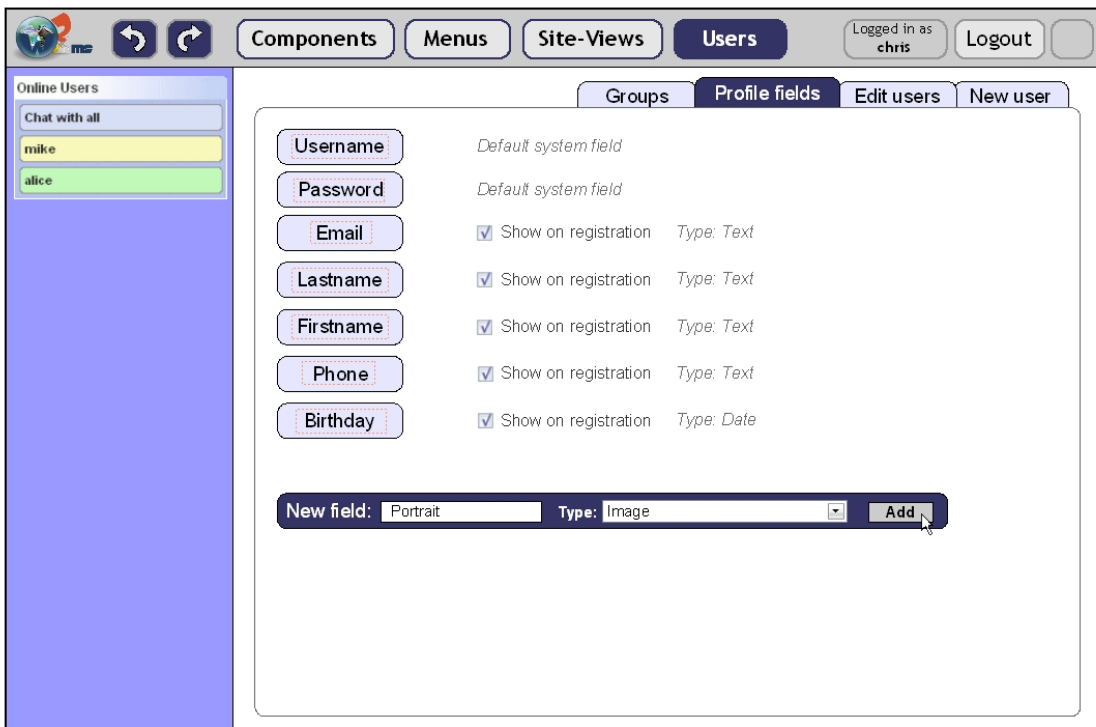 ms
Components
Menus
Site-Views
Users
Logged in as
chris
Logout
Online Users
Chat with all
mike
alice
Groups
Profile fields
Edit users
New user
Username Default system field
Password Default system field
Email Show on registration Type: Text
Lastname Show on registration Type: Text
Firstname Show on registration Type: Text
Phone Show on registration Type: Text
Birthday Show on registration Type: Date
New field: Portrait Type: Image Add